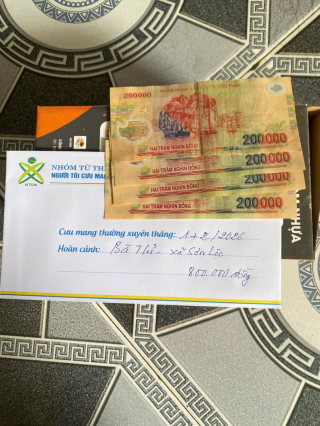 200000
HAI TRĂM NGHÌN ĐỒNG
200000
HAI TRĂM NGHÌN ĐỒNG
200000
HAI TRĂM NGHÌN ĐỒNG
200000
HAI TRĂM NGHÌN ĐỒNG
200000
NHÓM TỪ TH
NGƯỜI TÔI CƯU MA
Cưu mang thường xuyên tháng: 1+2/2026
Hoàn cảnh: Bà Thử - xã Sơn Lộc
800.000 đồng